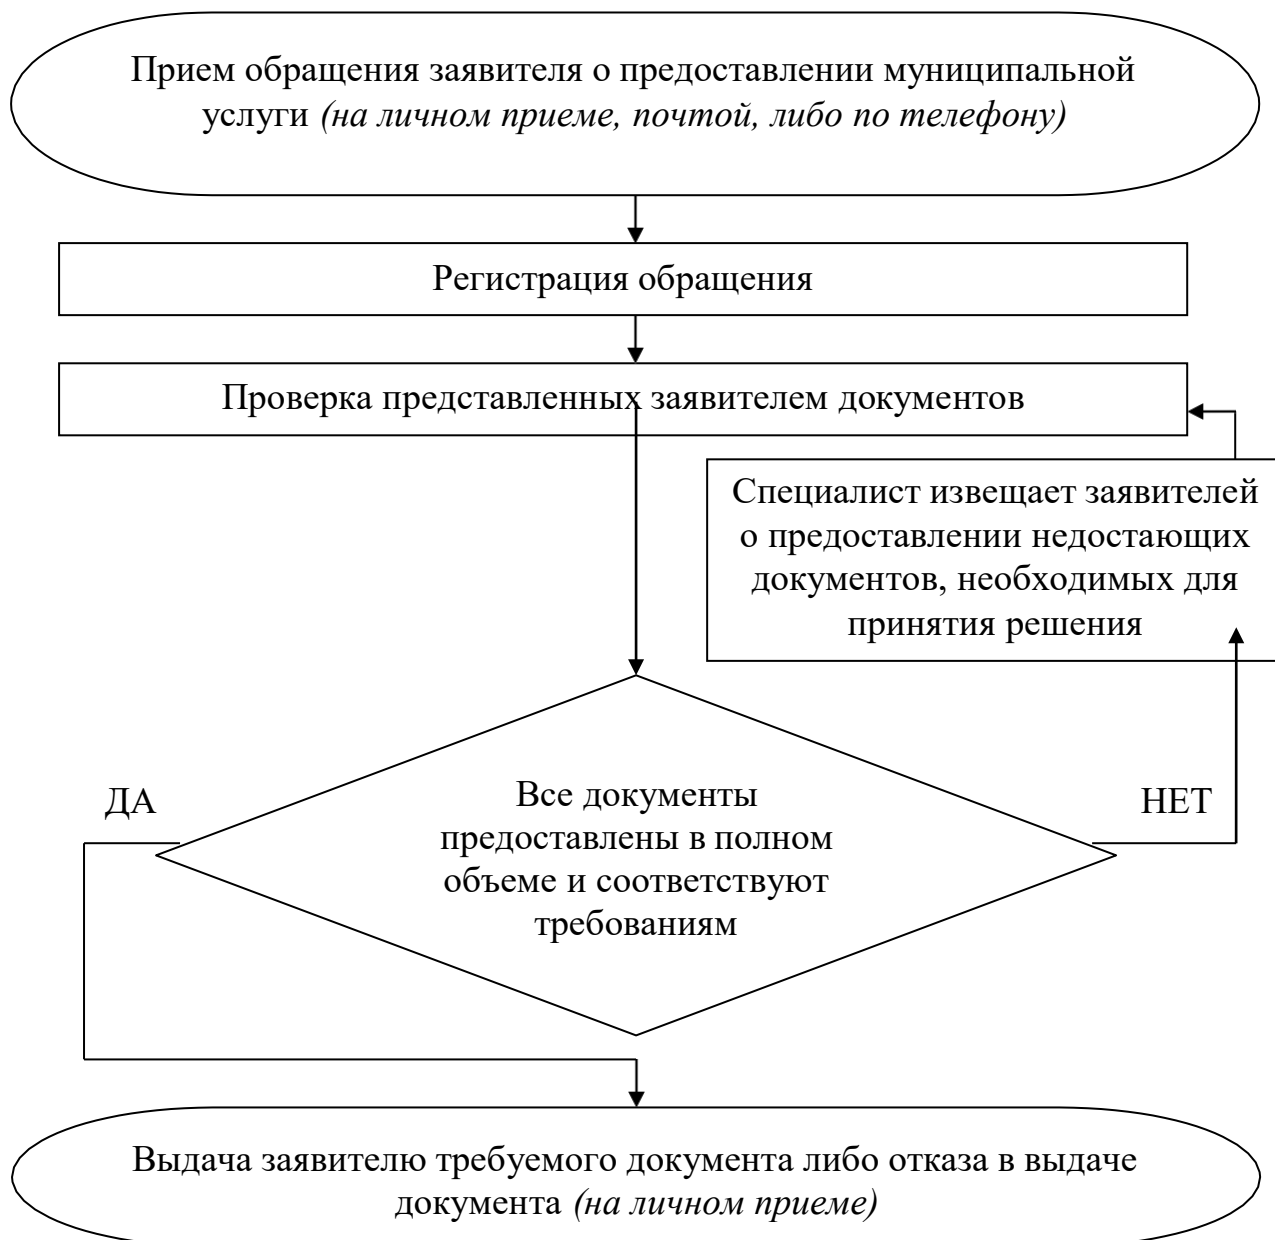 Прием обращения заявителя о предоставлении муниципальной
услуги (на личном приеме, почтой, либо по телефону)
Регистрация обращения
Проверка представленных заявителем документов
Специалист извещает заявителей
о предоставлении недостающих
документов, необходимых для
принятия решения
ДА
НЕТ
Все документы
предоставлены в полном
объеме и соответствуют
требованиям
Выдача заявителю требуемого документа либо отказа в выдаче
документа (на личном приеме)